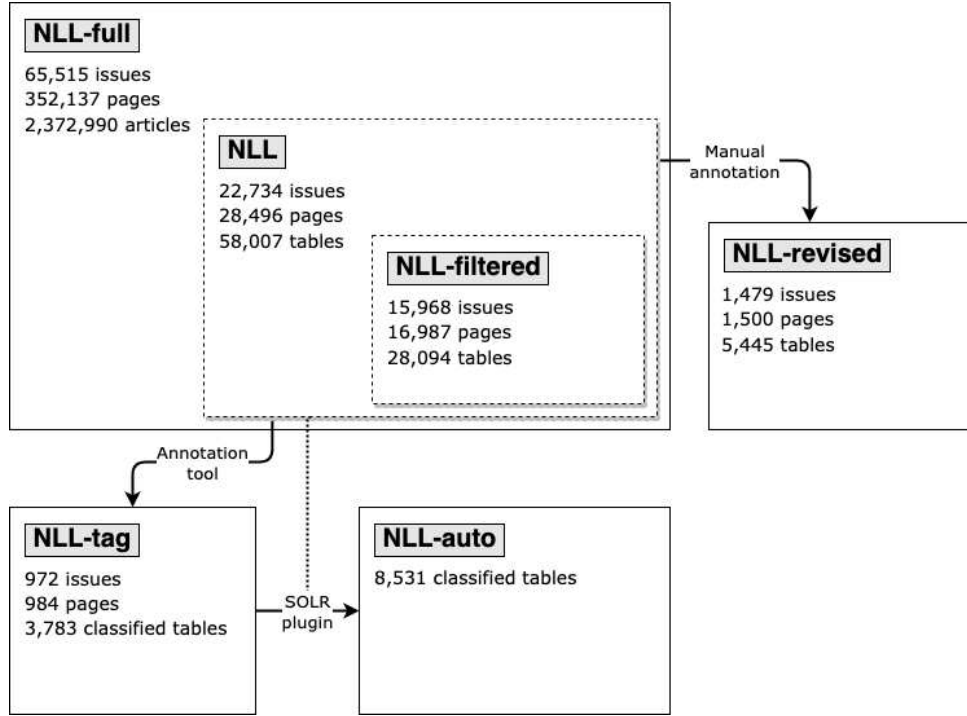 NLL-full
65,515 issues
352,137 pages
2,372,990 articles
NLL
22,734 issues
28,496 pages
58,007 tables
NLL-filtered
15,968 issues
16,987 pages
28,094 tables
Manual
annotation
NLL-revised
1,479 issues
1,500 pages
5,445 tables
Annotation
tool
NLL-tag
972 issues
984 pages
3,783 classified tables
SOLR
plugin
NLL-auto
8,531 classified tables